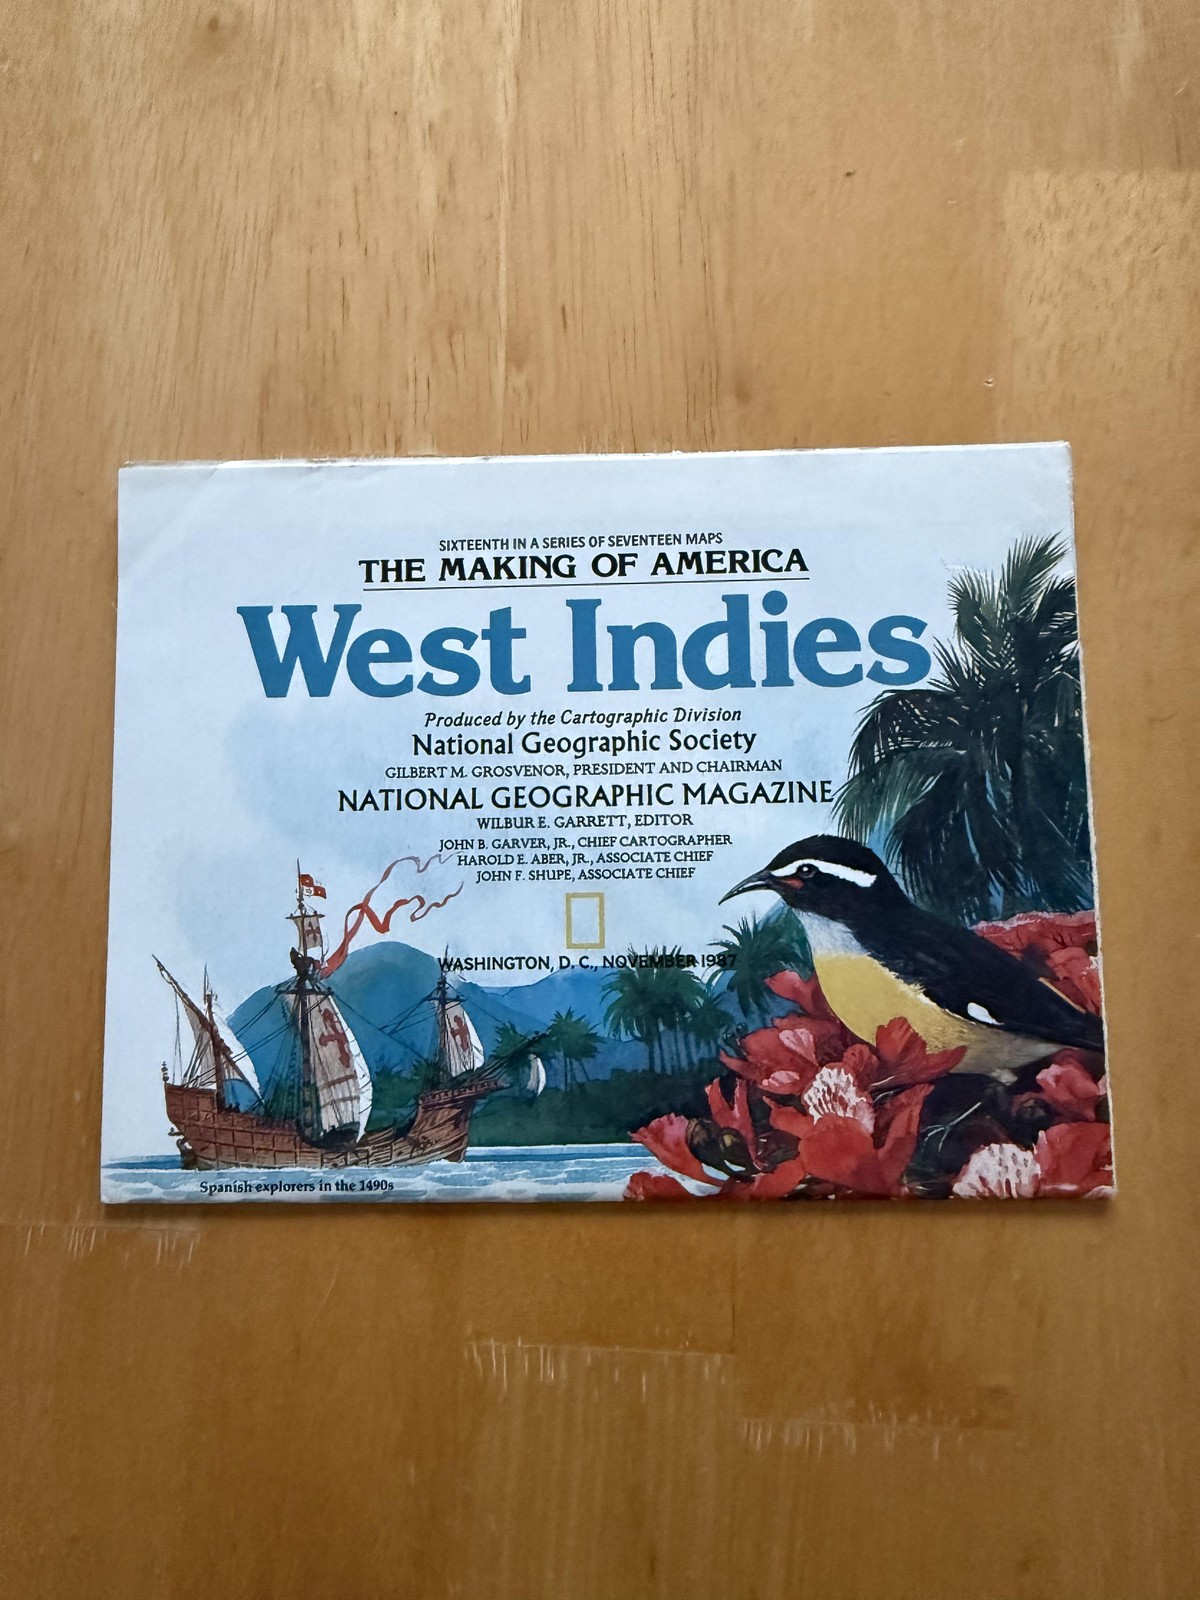 SIXTEENTH IN A SERIES OF SEVENTEEN MAPS
THE MAKING OF AMERICA
West Indies
Produced by the Cartographic Division
National Geographic Society
GILBERT M. GROSVENOR, PRESIDENT AND CHAIRMAN
NATIONAL GEOGRAPHIC MAGAZINE
WILBUR E. GARRETT, EDITOR
JOHN B. GARVER, JR., CHIEF CARTOGRAPHER
HAROLD E. ABER, JR., ASSOCIATE CHIEF
JOHN F. SHUPE, ASSOCIATE CHIEF
WASHINGTON, D. C., NOVEMBER 1987
Spanish explorers in the 1490s